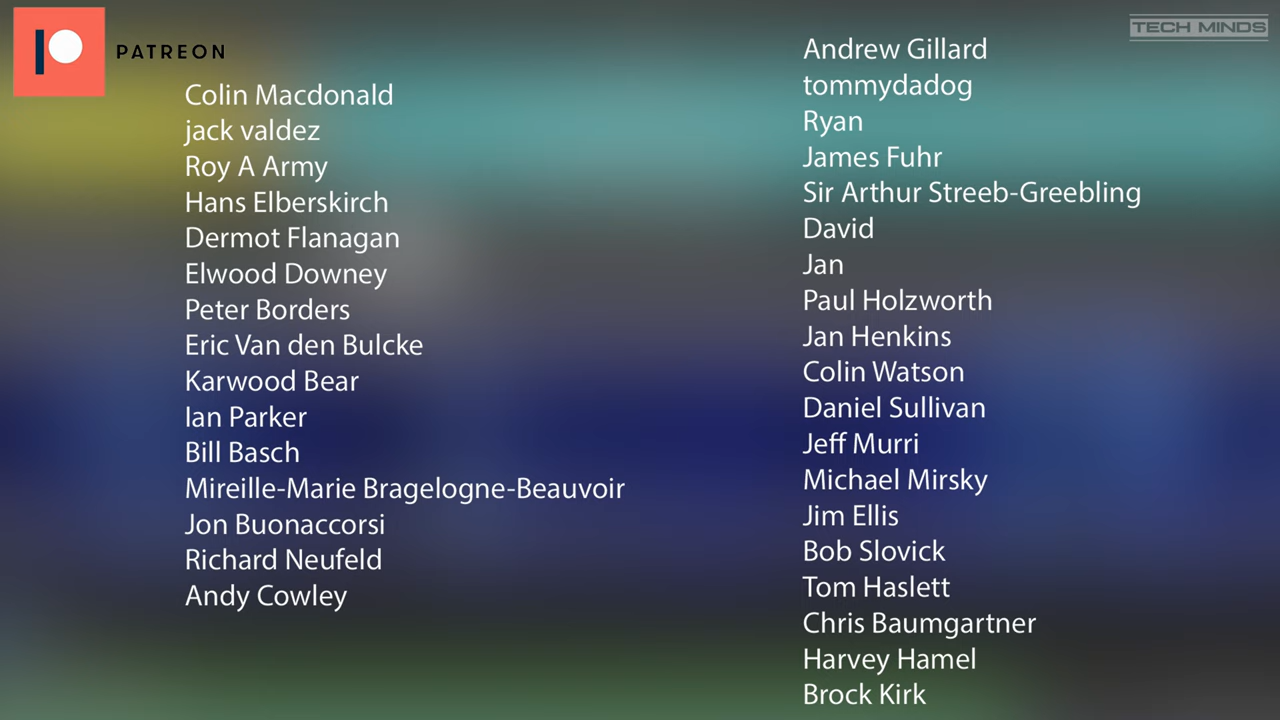 PATREON
Colin Macdonald
jack valdez
Roy A Army
Hans Elberskirch
Dermot Flanagan
Elwood Downey
Peter Borders
Eric Van den Bulcke
Karwood Bear
Ian Parker
Bill Basch
Mireille-Marie Bragelogne-Beauvoir
Jon Buonaccorsi
Richard Neufeld
Andy Cowley
TECH MINDS
Andrew Gillard
tommydadog
Ryan
James Fuhr
Sir Arthur Streeb-Greebling
David
Jan
Paul Holzworth
Jan Henkins
Colin Watson
Daniel Sullivan
Jeff Murri
Michael Mirsky
Jim Ellis
Bob Slovick
Tom Haslett
Chris Baumgartner
Harvey Hamel
Brock Kirk